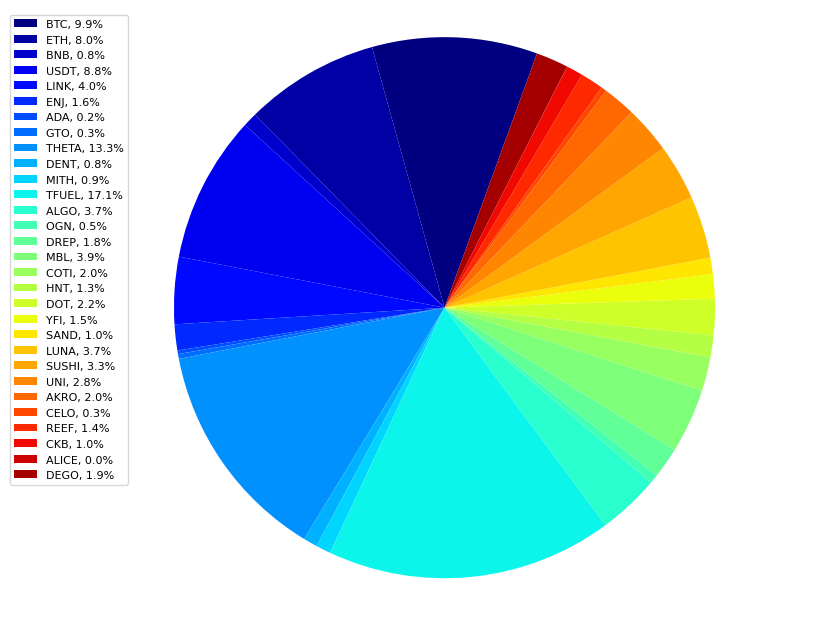 BTC, 9.9%
ETH, 8.0%
BNB, 0.8%
USDT, 8.8%
LINK, 4.0%
ENJ, 1.6%
ADA, 0.2%
GTO, 0.3%
THETA, 13.3%
DENT, 0.8%
MITH, 0.9%
TFUEL, 17.1%
ALGO, 3.7%
OGN, 0.5%
DREP, 1.8%
MBL, 3.9%
COTI, 2.0%
HNT, 1.3%
DOT, 2.2%
YFI, 1.5%
SAND, 1.0%
LUNA, 3.7%
SUSHI, 3.3%
UNI, 2.8%
AKRO, 2.0%
CELO, 0.3%
REEF, 1.4%
CKB, 1.0%
ALICE, 0.0%
DEGO, 1.9%